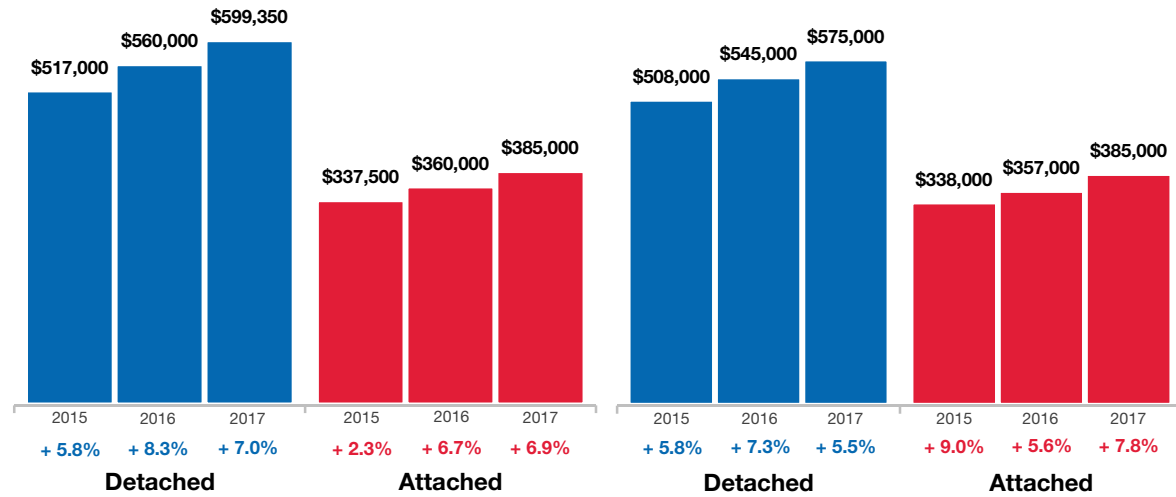 $517,000
$560,000
$599,350
$337,500
$360,000
$385,000
2015 2016 2017 2015 2016 2017
+ 5.8% + 8.3% + 7.0% + 2.3% + 6.7% + 6.9%
Detached Attached
$508,000
$545,000
$575,000
$338,000
$357,000
$385,000
2015 2016 2017 2015 2016 2017
+ 5.8% + 7.3% + 5.5% + 9.0% + 5.6% + 7.8%
Detached Attached